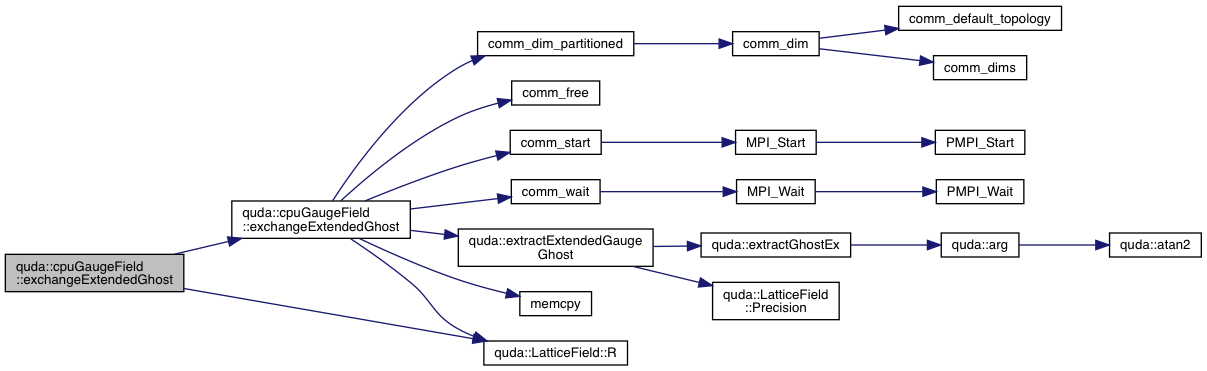 quda::cpuGaugeField
::exchangeExtendedGhost
quda::cpuGaugeField
::exchangeExtendedGhost
comm_dim_partitioned
comm_dim
comm_default_topology
comm_dims
comm_free
comm_start
MPI_Start
PMPI_Start
comm_wait
MPI_Wait
PMPI_Wait
quda::extractExtendedGauge
Ghost
quda::extractGhostEx
quda::arg
quda::atan2
quda::LatticeField
::Precision
memcpy
quda::LatticeField::R